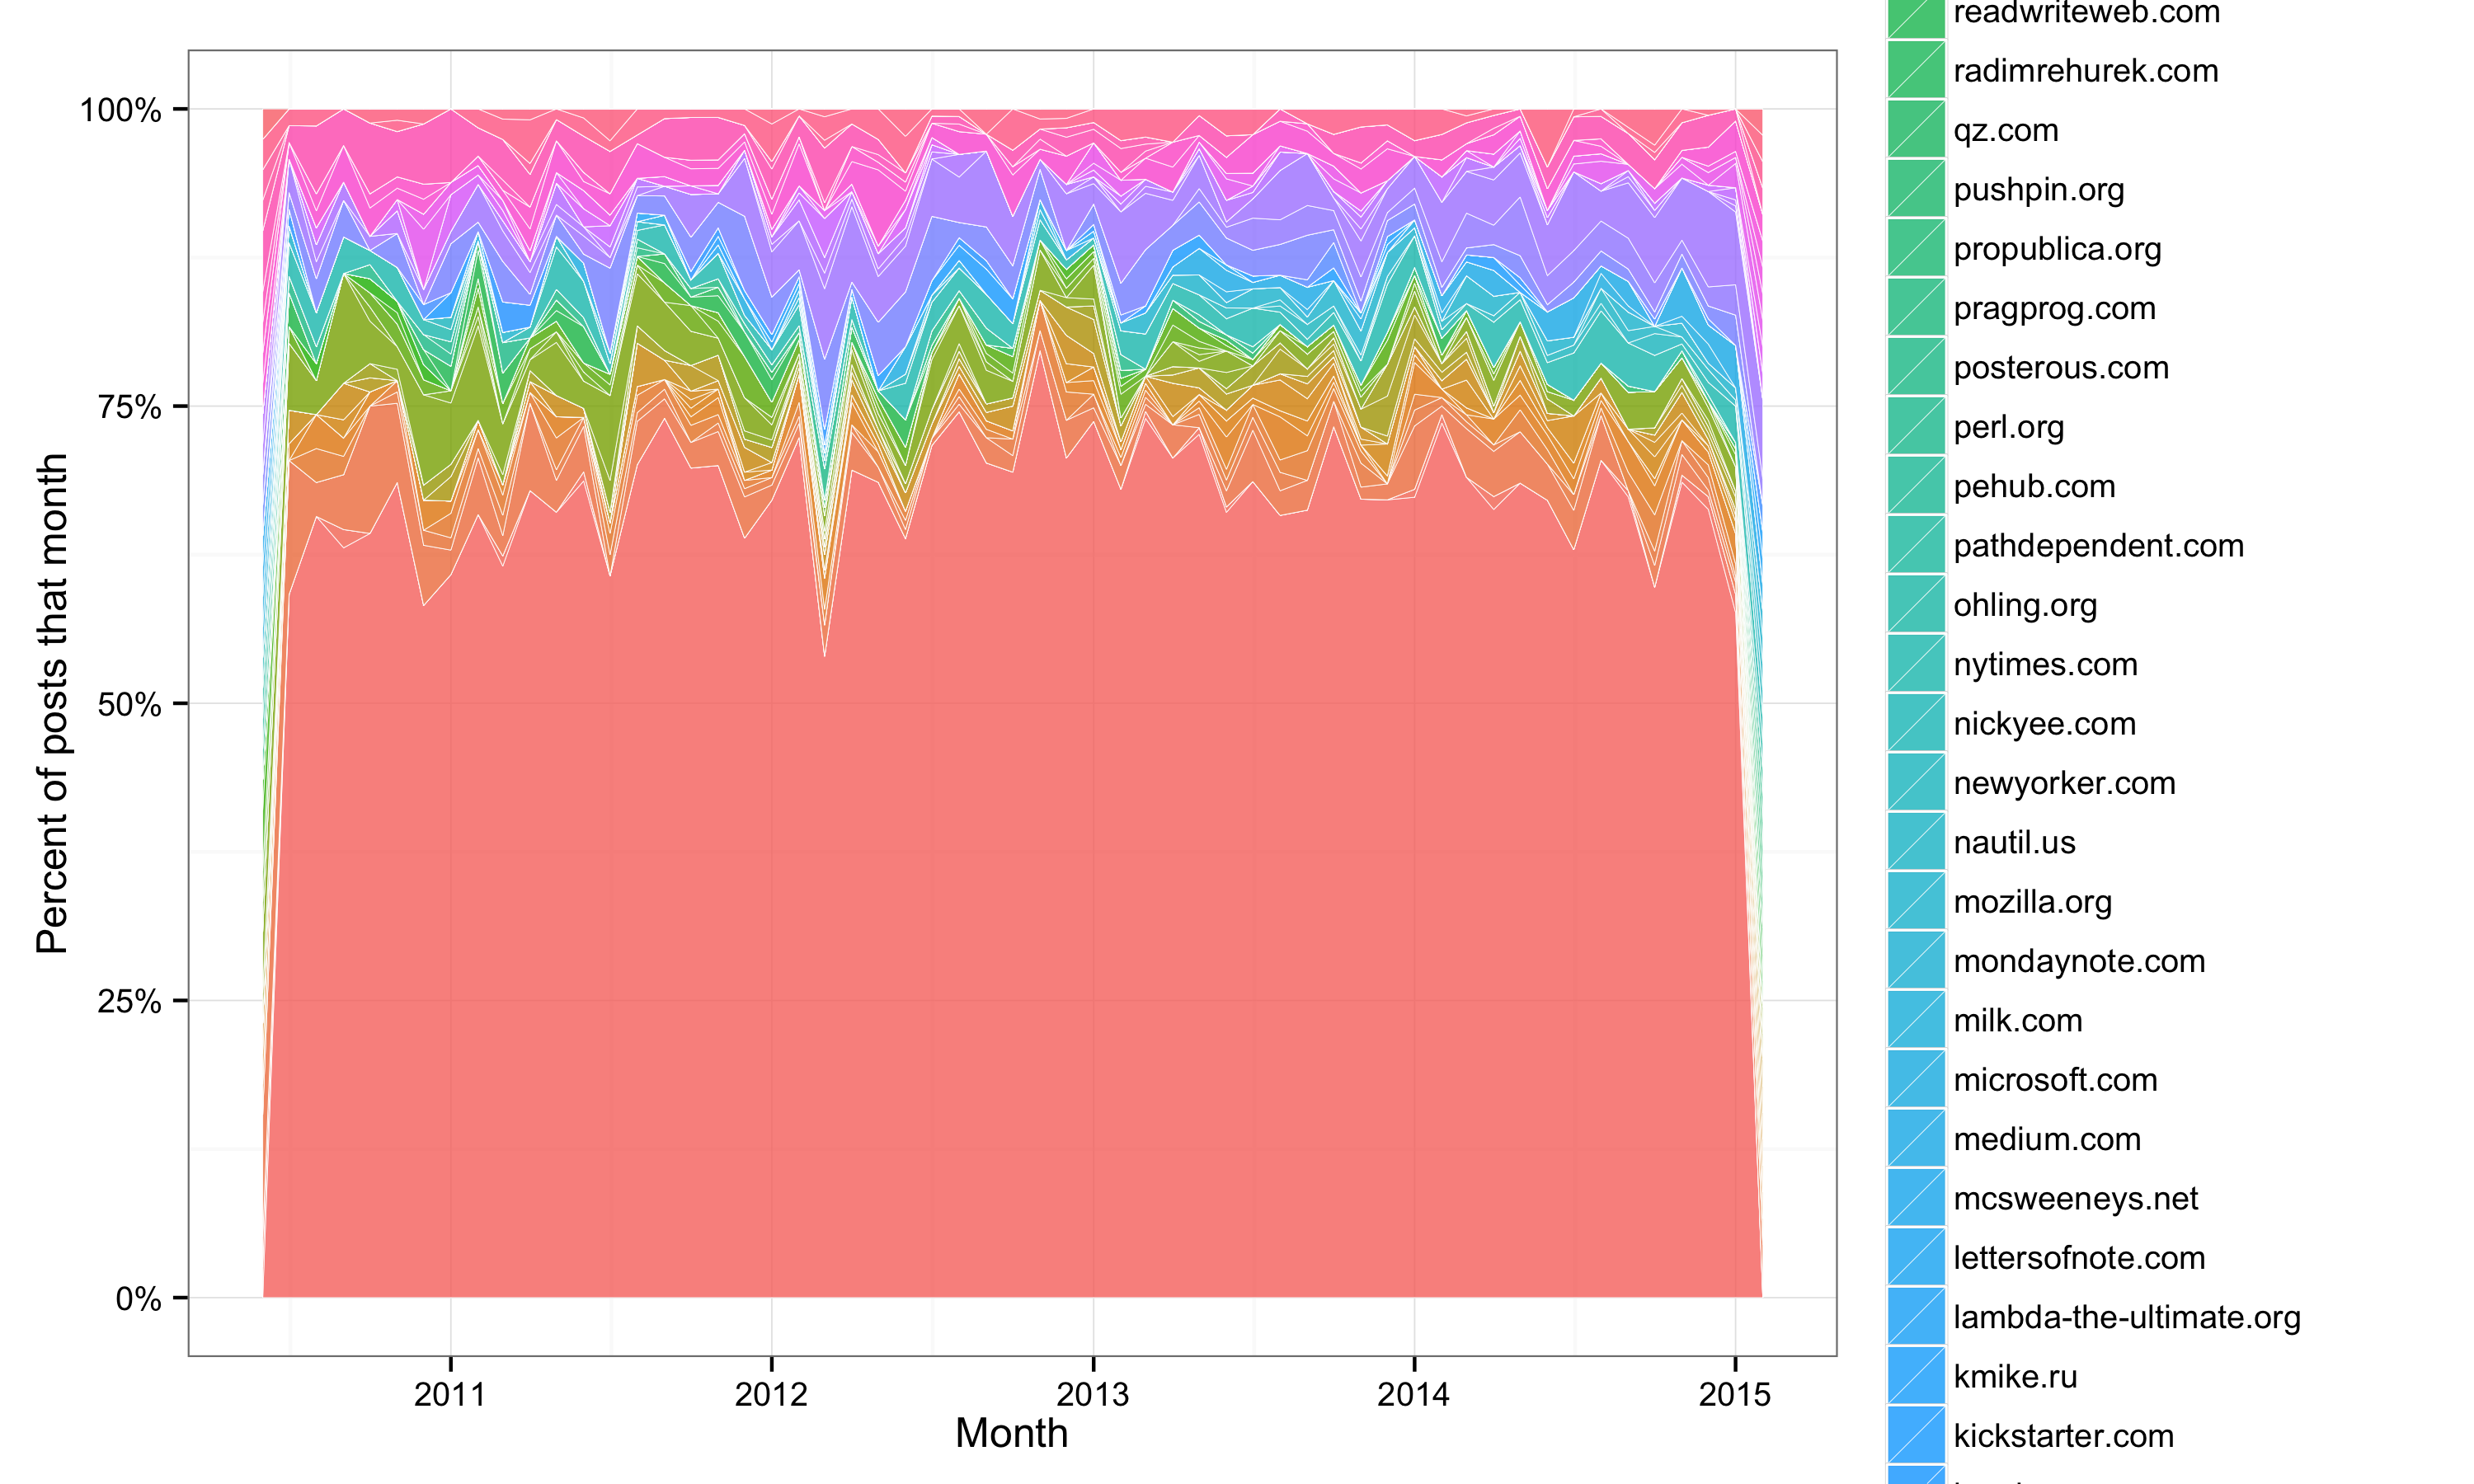 100%
75%
50%
25%
0%
Percent of posts that month
2011
2012
2013
2014
2015
Month
readwriteweb.com
radimrehurek.com
qz.com
pushpin.org
propublica.org
pragprog.com
posterous.com
perl.org
pehub.com
pathdependent.com
ohling.org
nytimes.com
nickyee.com
newyorker.com
nautil.us
mozilla.org
mondaynote.com
milk.com
microsoft.com
medium.com
mcsweeneys.net
lettersofnote.com
lambda-the-ultimate.org
kmike.ru
kickstarter.com